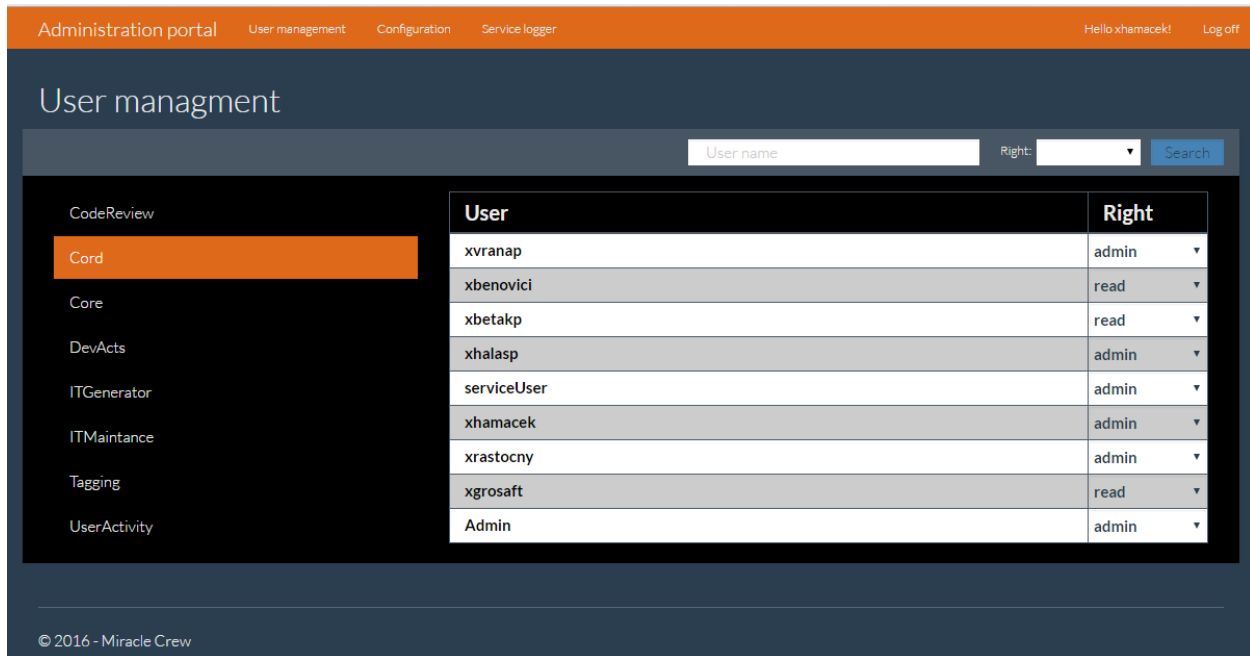 Administration portal User management Configuration Service logger Hello xhamacek! Log off
User managment
User name Right: Search
CodeReview
Cord
Core
DevActs
ITGenerator
ITMaintance
Tagging
UserActivity
User Right
xvranap admin
xbenovici read
xbetakp read
xhalasp admin
serviceUser admin
xhamacek admin
xrastocny admin
xgrosaft read
Admin admin
© 2016 - Miracle Crew